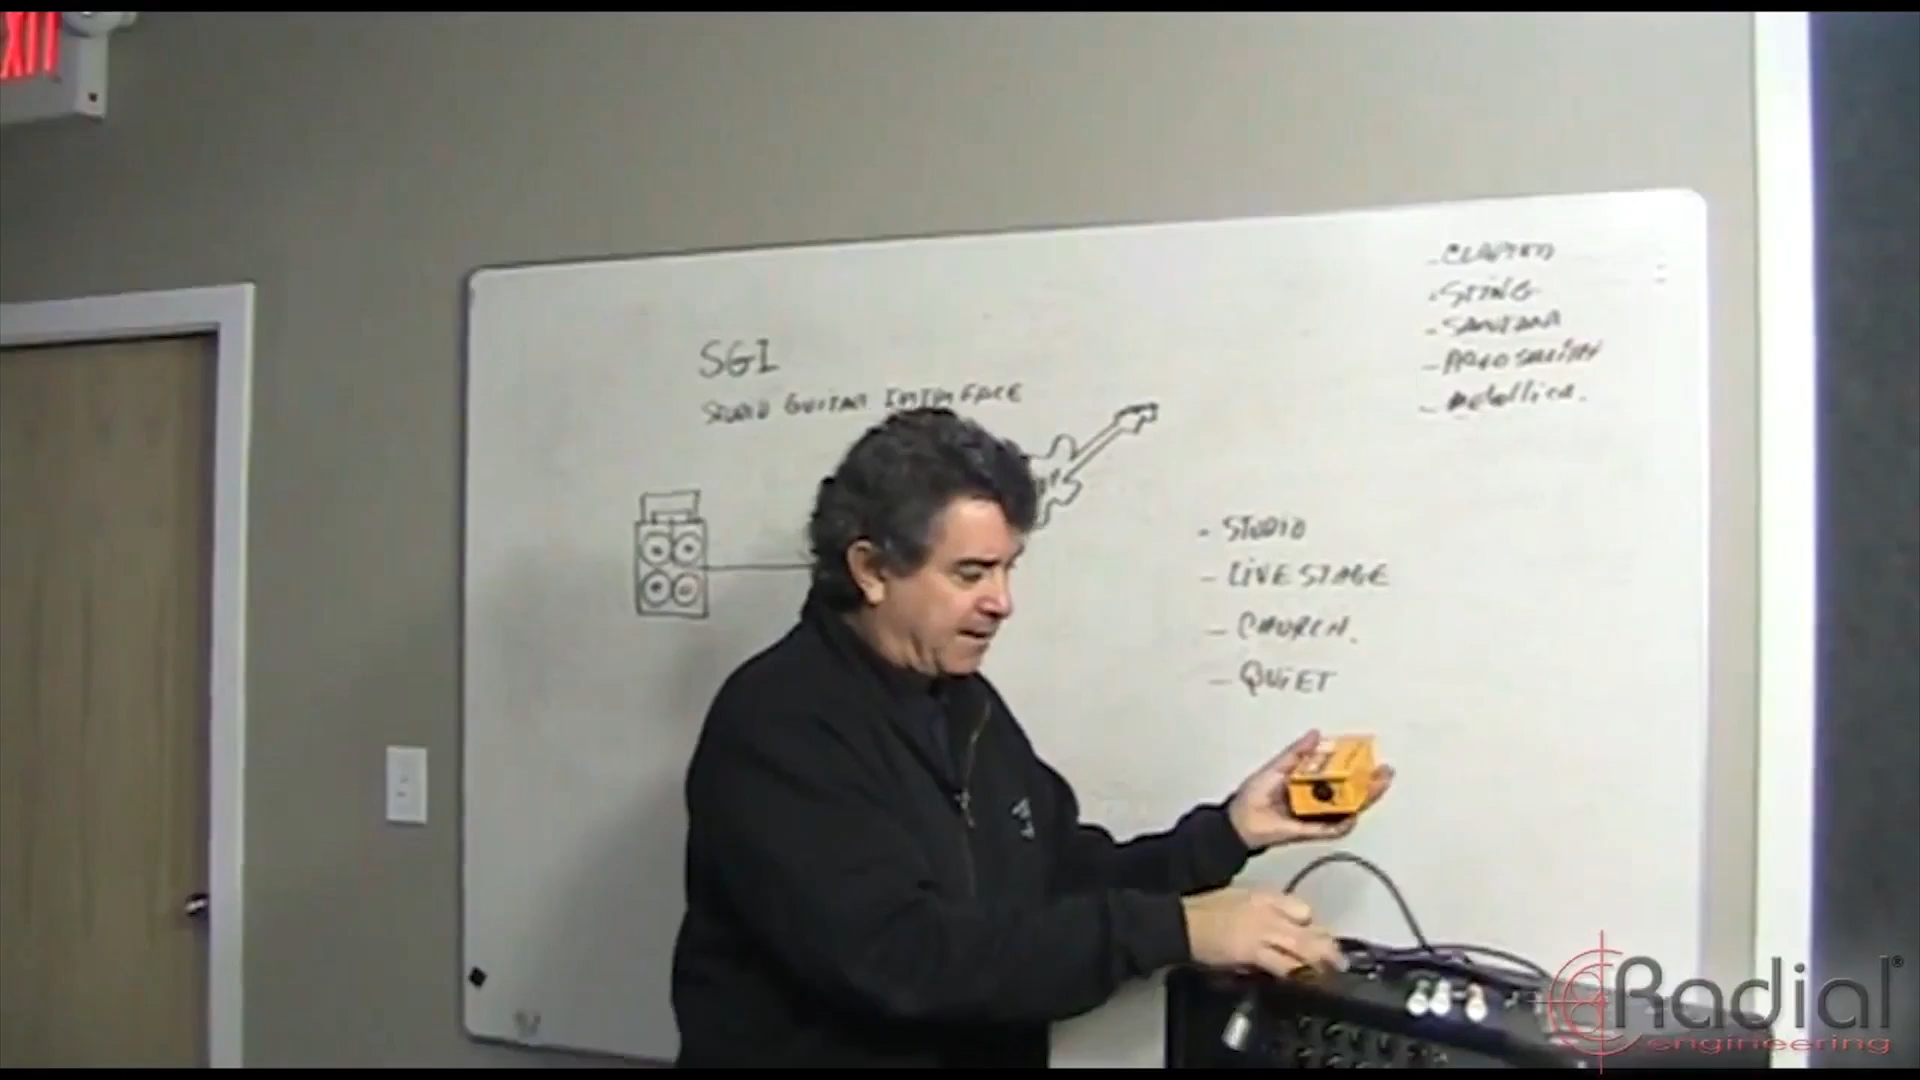 EXIT
- CLAPTON
- STING
- SANTANA
- AEROSMITH
- Metallica.
SGI
STUDIO GUITAR INTERFACE
- STUDIO
- LIVE STAGE
- CHURCH.
- QUIET
Radial®
engineering